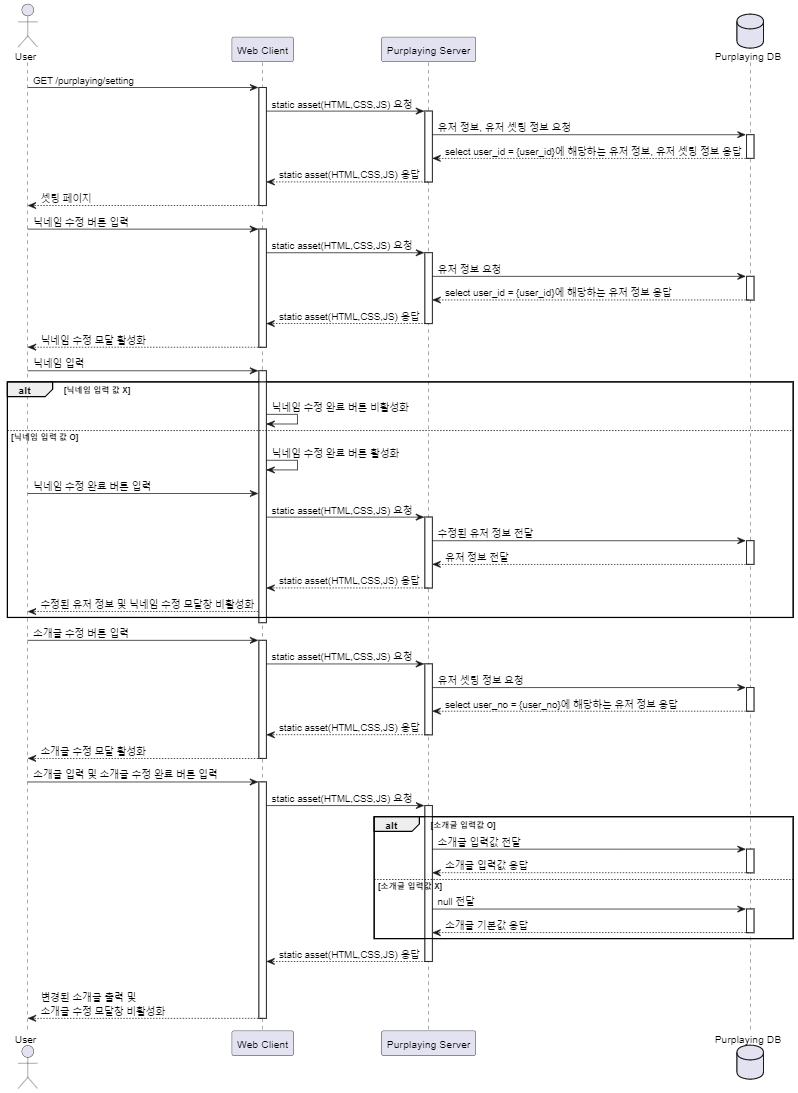 User
Web Client
Purplaying Server
Purplaying DB
GET /purplaying/setting
static asset(HTML,CSS,JS) 요청
유저 정보, 유저 셋팅 정보 요청
select user_id = {user_id}에 해당하는 유저 정보, 유저 셋팅 정보 응답
static asset(HTML,CSS,JS) 응답
셋팅 페이지
닉네임 수정 버튼 입력
static asset(HTML,CSS,JS) 요청
유저 정보 요청
select user_id = {user_id}에 해당하는 유저 정보 응답
static asset(HTML,CSS,JS) 응답
닉네임 수정 모달 활성화
닉네임 입력
alt
[닉네임 입력 값 X]
닉네임 수정 완료 버튼 비활성화
[닉네임 입력 값 O]
닉네임 수정 완료 버튼 활성화
닉네임 수정 완료 버튼 입력
static asset(HTML,CSS,JS) 요청
수정된 유저 정보 전달
유저 정보 전달
static asset(HTML,CSS,JS) 응답
수정된 유저 정보 및 닉네임 수정 모달창 비활성화
소개글 수정 버튼 입력
static asset(HTML,CSS,JS) 요청
유저 셋팅 정보 요청
select user_no = {user_no}에 해당하는 유저 정보 응답
static asset(HTML,CSS,JS) 응답
소개글 수정 모달 활성화
소개글 입력 및 소개글 수정 완료 버튼 입력
static asset(HTML,CSS,JS) 요청
alt
[소개글 입력값 O]
소개글 입력값 전달
소개글 입력값 응답
[소개글 입력값 X]
null 전달
소개글 기본값 응답
static asset(HTML,CSS,JS) 응답
변경된 소개글 출력 및
소개글 수정 모달창 비활성화
User
Web Client
Purplaying Server
Purplaying DB